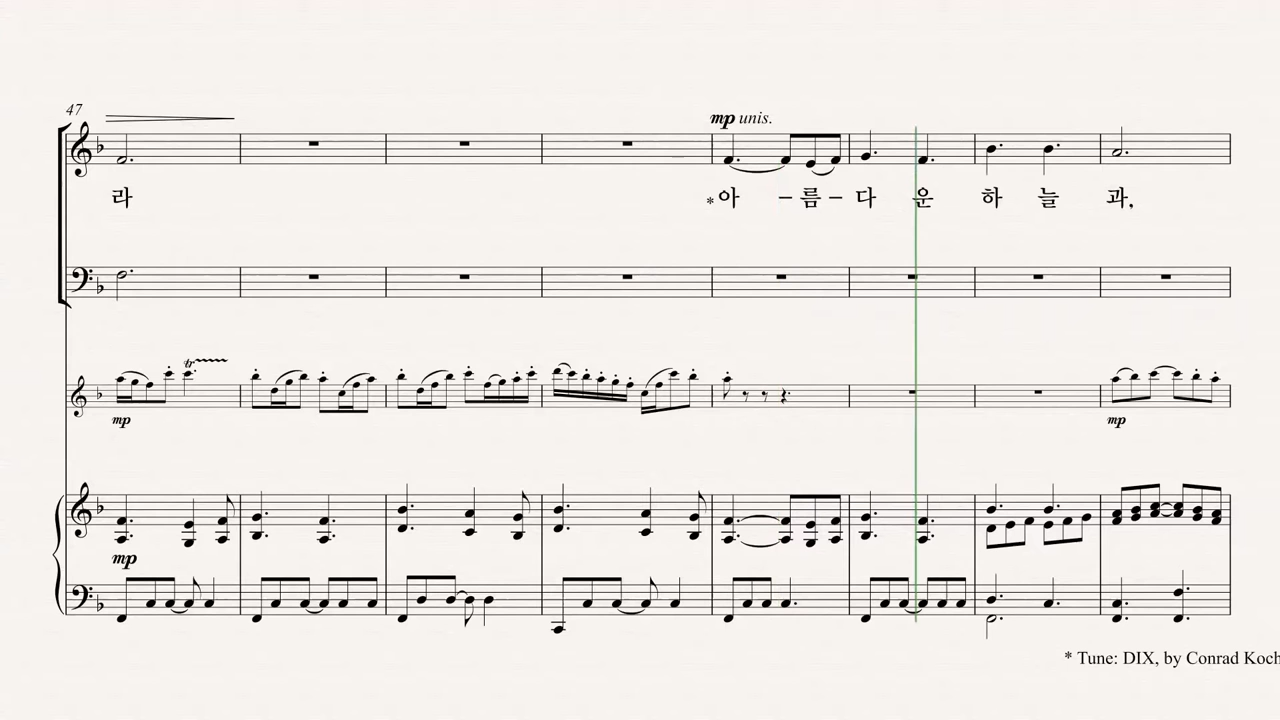 47
mp unis.
라 *아 – 름 – 다 운 하 늘 과,
tr
mp mp
mp
* Tune: DIX, by Conrad Koch